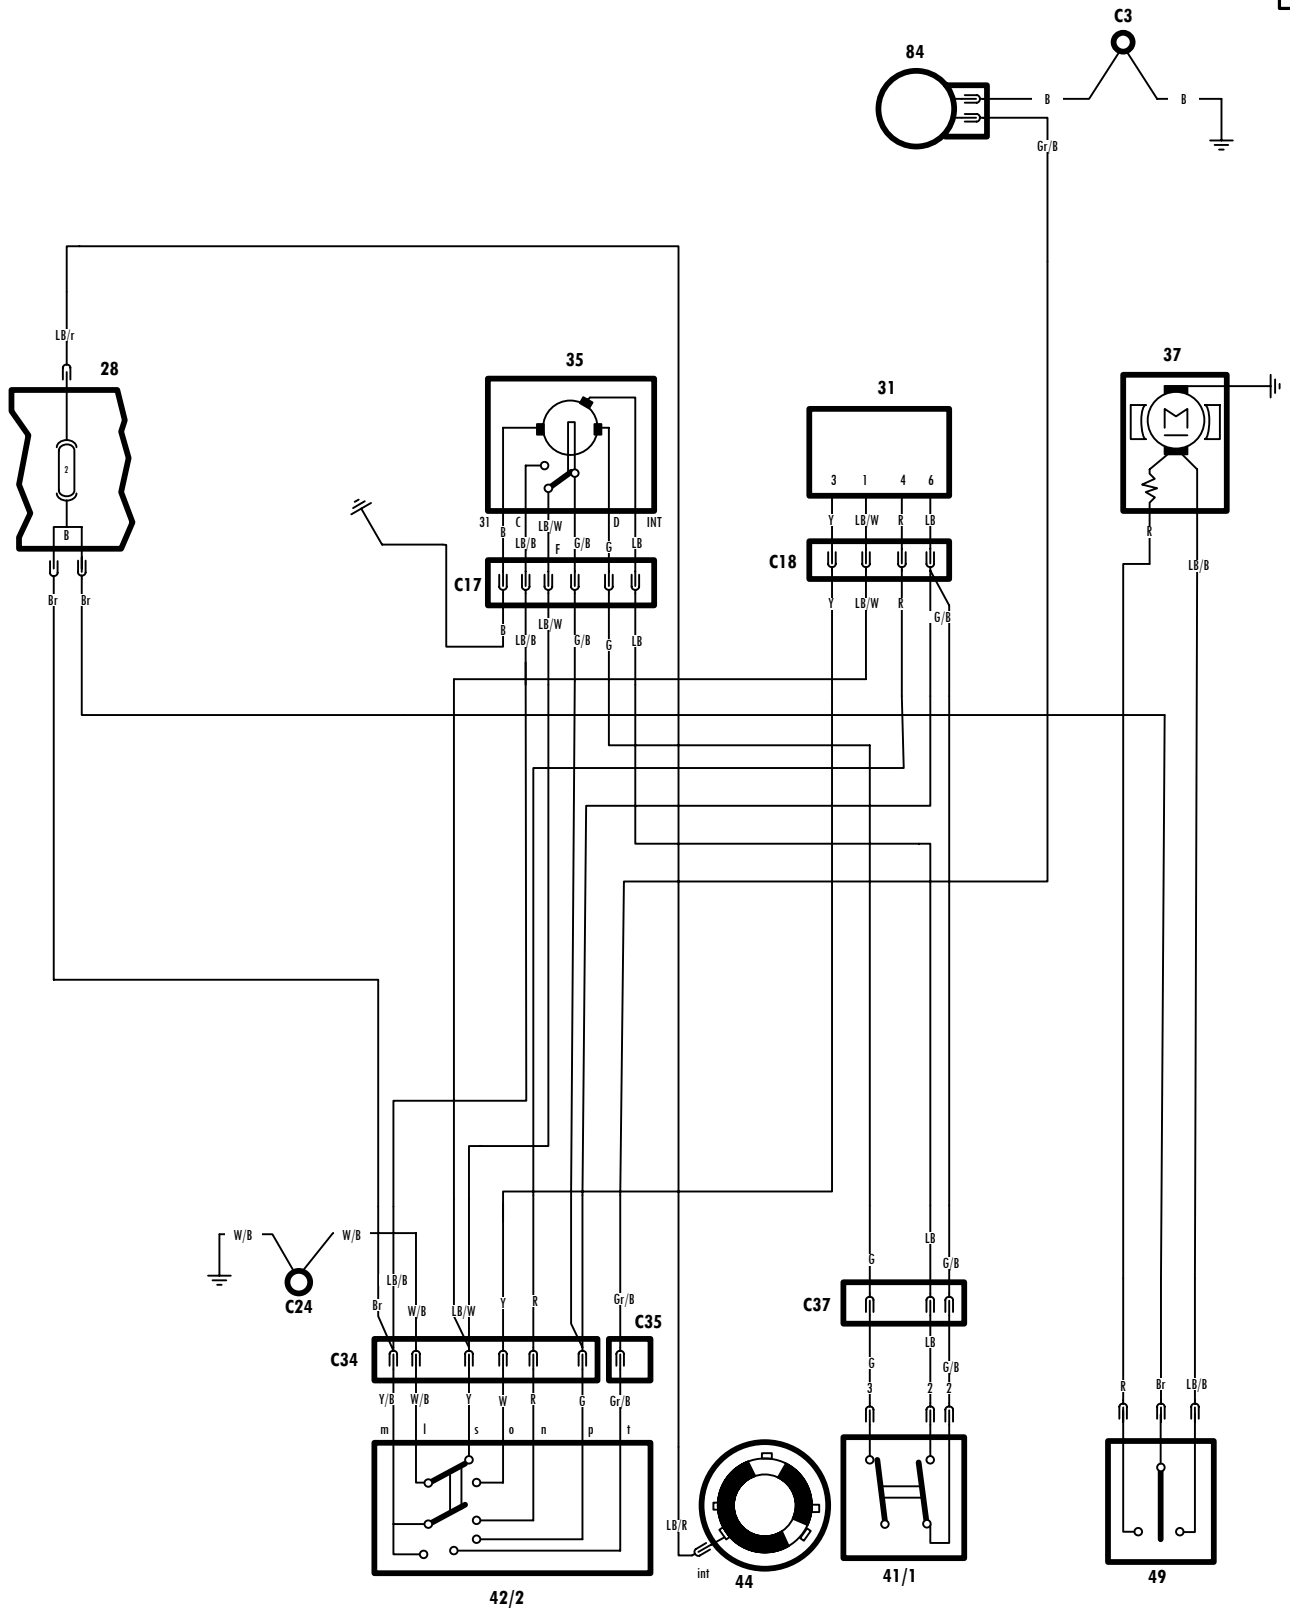 C3
84
B B
Gr/B
LB/r
28
35
37
31
2
3 1 4 6
B
31 C F D INT
B LB/B LB/W G/B G LB
Y LB/W R LB
R
LB/B
C17
C18
Br Br
B LB/B LB/W G/B G LB
Y LB/W R G/B
W/B W/B
C24
LB G/B
G
LB/B
Br W/B LB/W Y R Gr/B
C35
C37
C34
LB
G G/B
3 2 2
Y/B W/B Y W R G Gr/B
m l s o n p t
R Br LB/B
LB/R
int
44
41/1
49
42/2